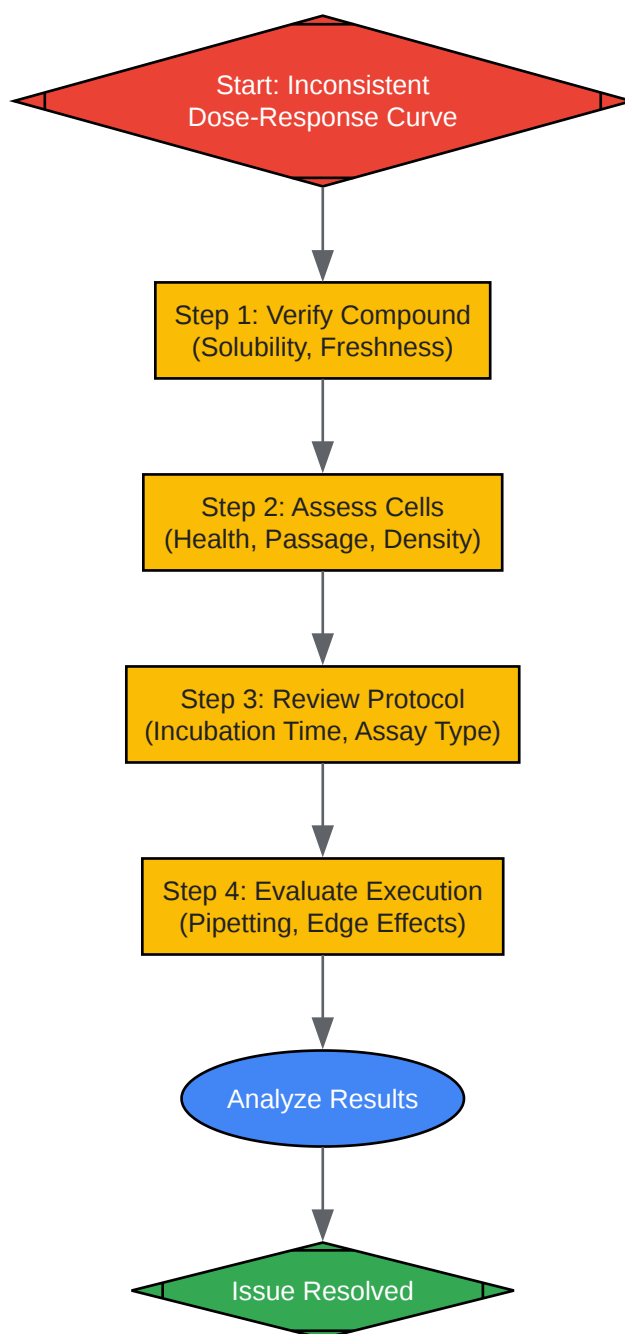 Start: Inconsistent
Dose-Response Curve
Step 1: Verify Compound
(Solubility, Freshness)
Step 2: Assess Cells
(Health, Passage, Density)
Step 3: Review Protocol
(Incubation Time, Assay Type)
Step 4: Evaluate Execution
(Pipetting, Edge Effects)
Analyze Results
Issue Resolved